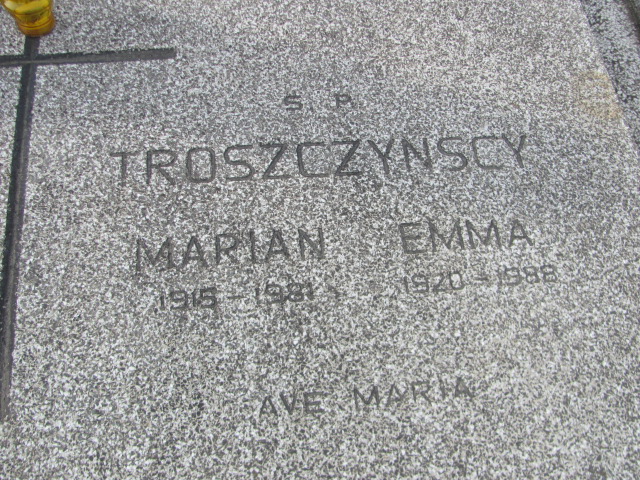 S. P.
TROSZCZYNSCY
MARIAN EMMA
1915 - 1981 1920 - 1988
AVE MARIA